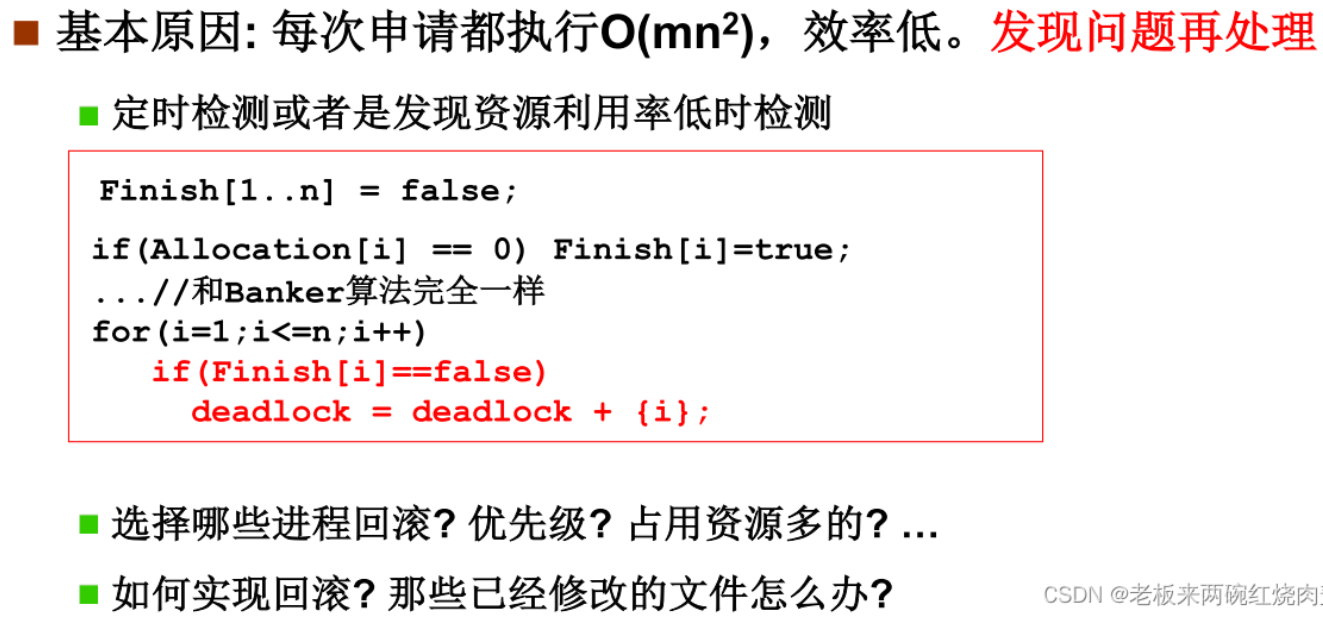 基本原因: 每次申请都执行O(mn²)，效率低。发现问题再处理
定时检测或者是发现资源利用率低时检测
Finish[1..n] = false;
if(Allocation[i] == 0) Finish[i]=true;
...//和Banker算法完全一样
for(i=1;i<=n;i++)
if(Finish[i]==false)
deadlock = deadlock + {i};
选择哪些进程回滚? 优先级? 占用资源多的? …
如何实现回滚? 那些已经修改的文件怎么办?
CSDN @老板来两碗红烧肉